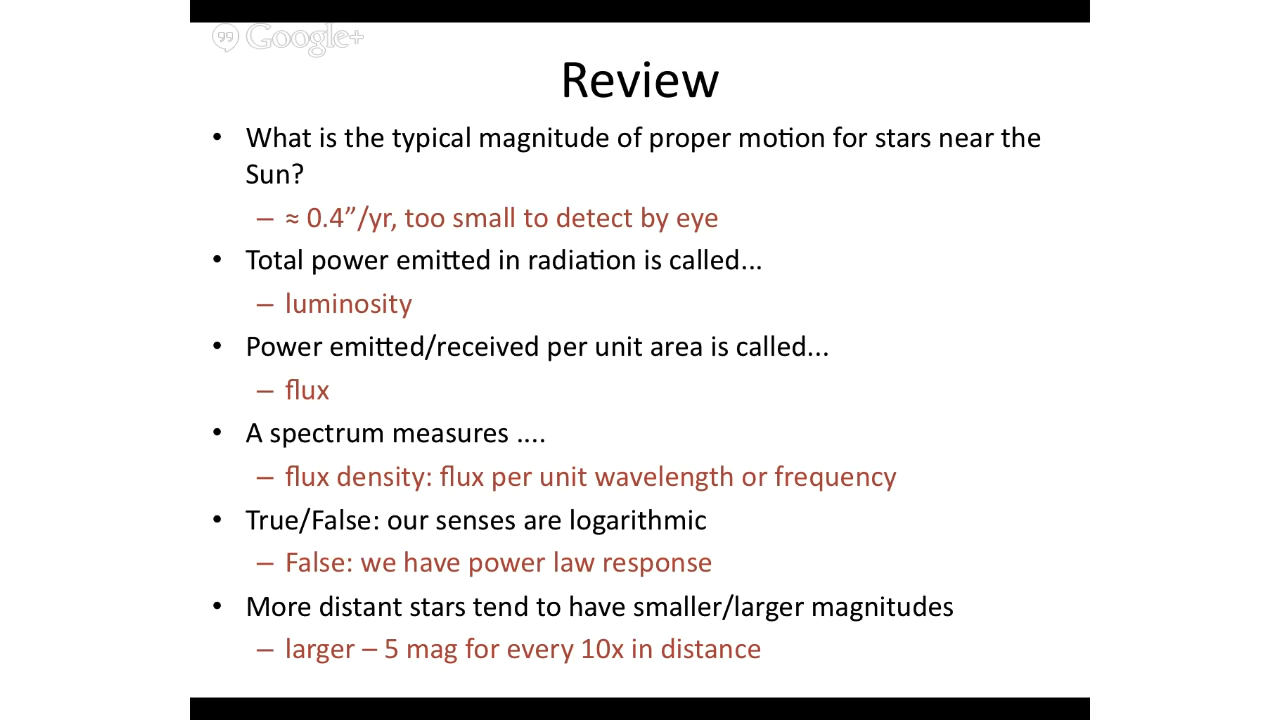 Google+
Review
• What is the typical magnitude of proper motion for stars near the
Sun?
– ≈ 0.4”/yr, too small to detect by eye
• Total power emitted in radiation is called...
– luminosity
• Power emitted/received per unit area is called...
– flux
• A spectrum measures ....
– flux density: flux per unit wavelength or frequency
• True/False: our senses are logarithmic
– False: we have power law response
• More distant stars tend to have smaller/larger magnitudes
– larger – 5 mag for every 10x in distance